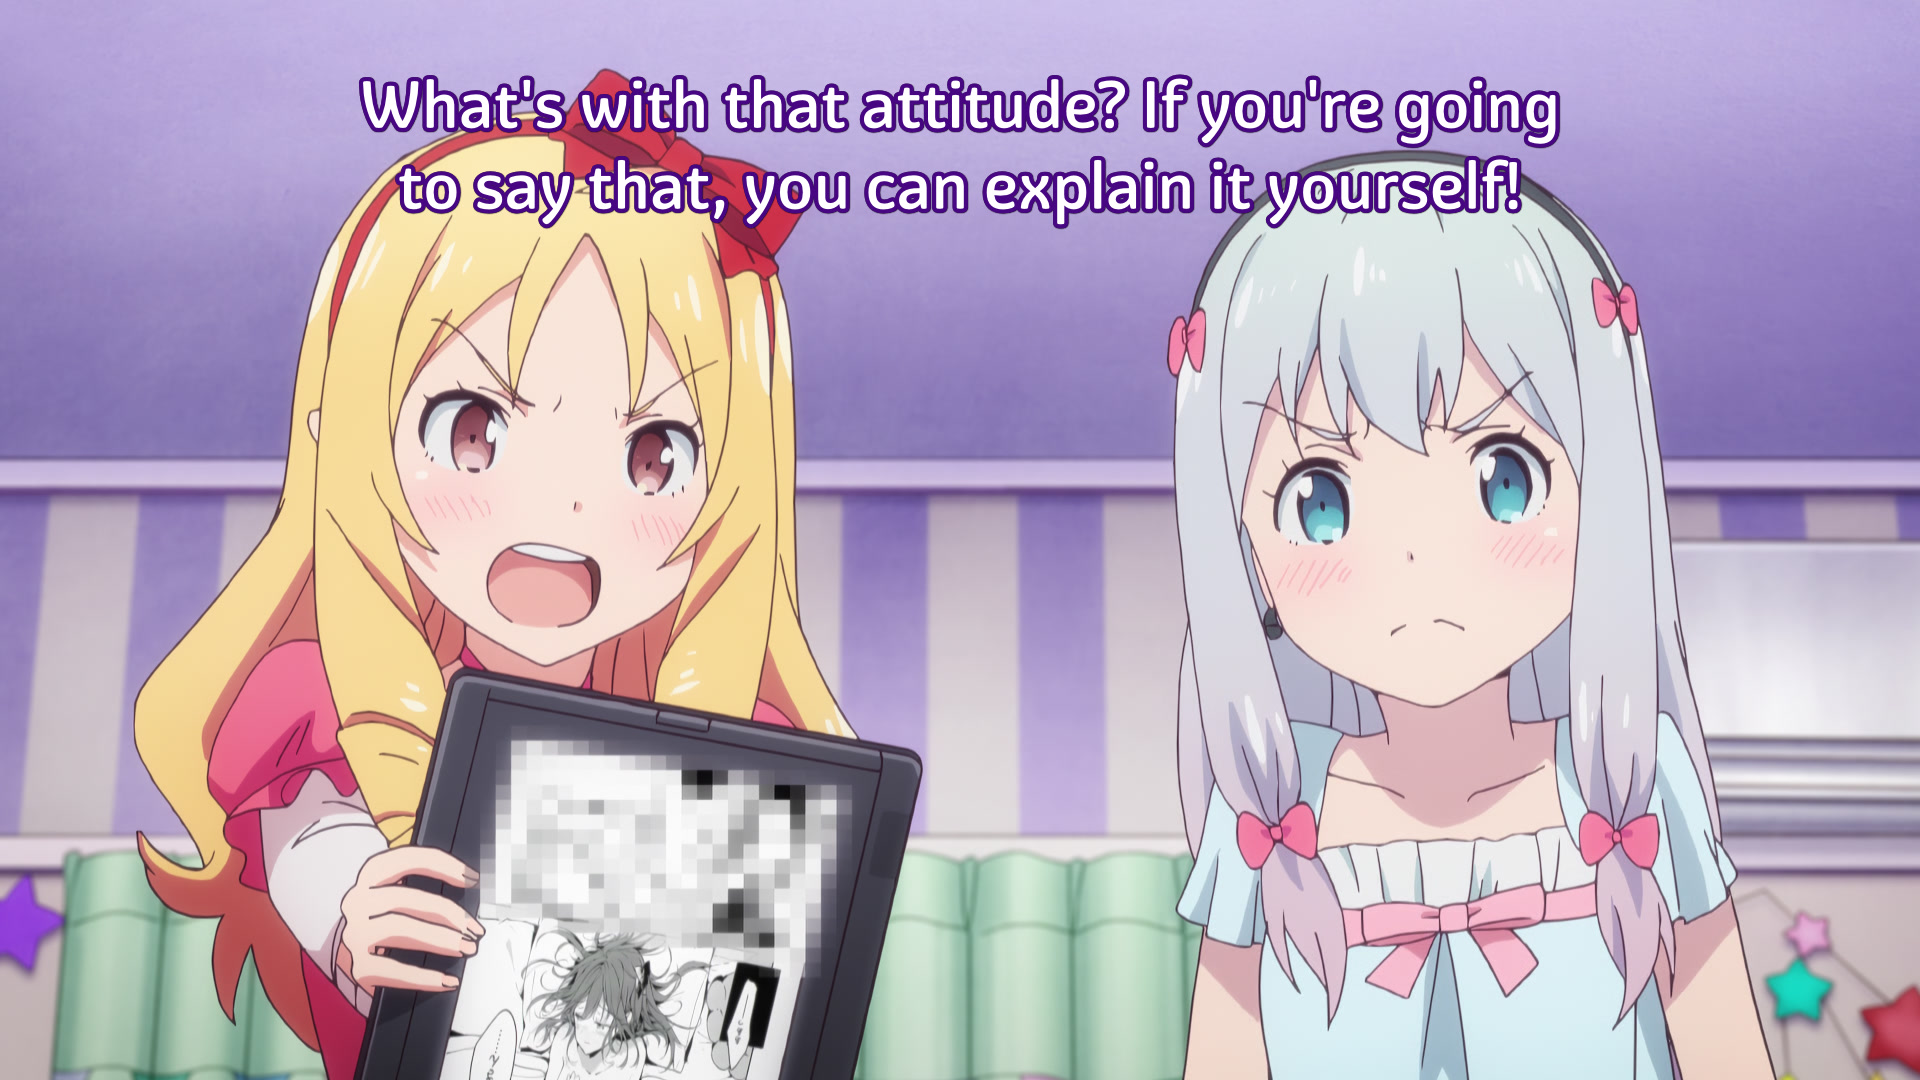 What's with that attitude? If you're going
to say that, you can explain it yourself!